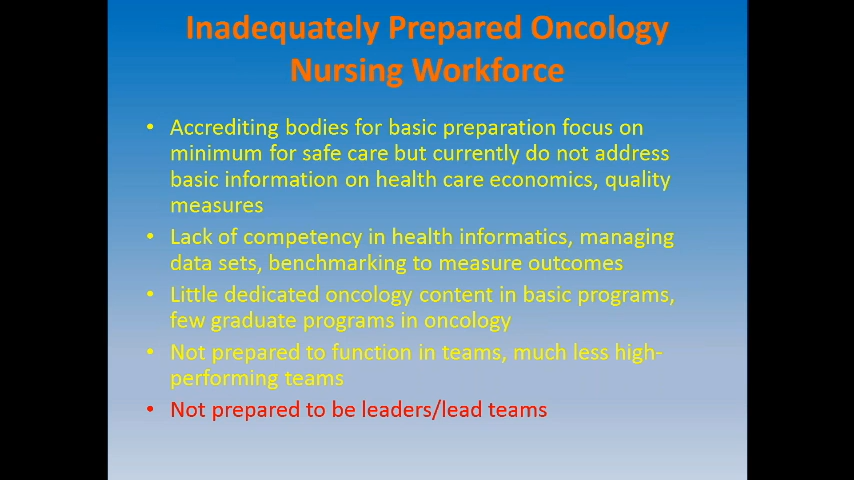 Inadequately Prepared Oncology
Nursing Workforce
• Accrediting bodies for basic preparation focus on
minimum for safe care but currently do not address
basic information on health care economics, quality
measures
• Lack of competency in health informatics, managing
data sets, benchmarking to measure outcomes
• Little dedicated oncology content in basic programs,
few graduate programs in oncology
• Not prepared to function in teams, much less high-
performing teams
• Not prepared to be leaders/lead teams